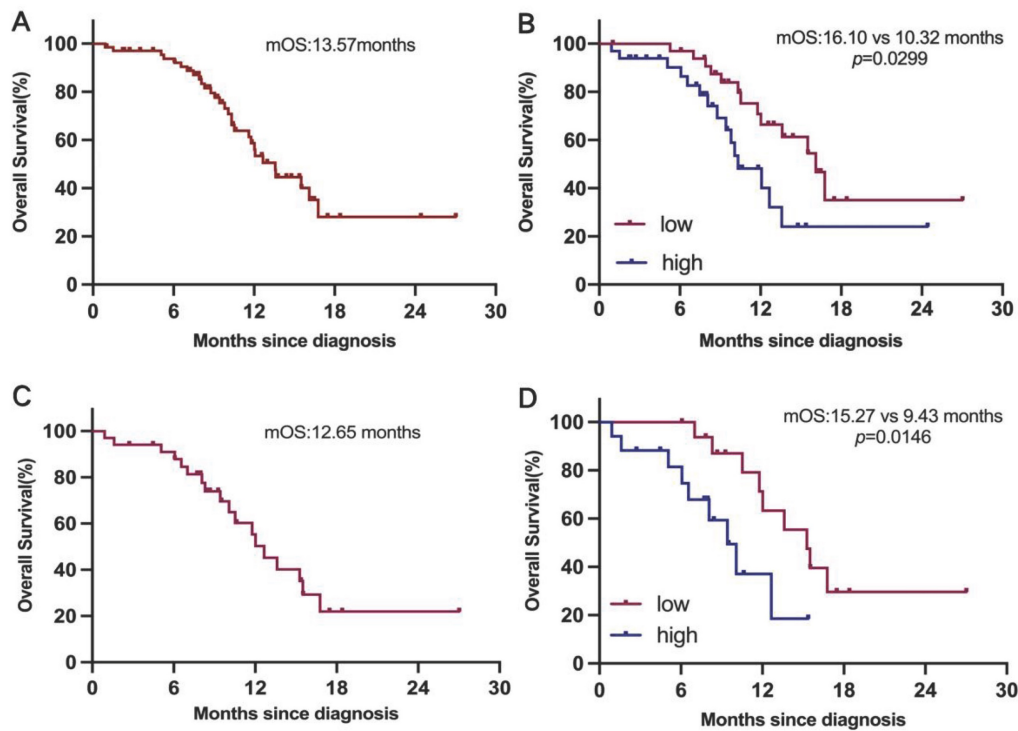 A
mOS:13.57months
Overall Survival(%)
100
80
60
40
20
0
0 6 12 18 24 30
Months since diagnosis
B
mOS:16.10 vs 10.32 months
p=0.0299
Overall Survival(%)
100
80
60
40
20
0
low
high
0 6 12 18 24 30
Months since diagnosis
C
mOS:12.65 months
Overall Survival(%)
100
80
60
40
20
0
0 6 12 18 24 30
Months since diagnosis
D
mOS:15.27 vs 9.43 months
p=0.0146
Overall Survival(%)
100
80
60
40
20
0
low
high
0 6 12 18 24 30
Months since diagnosis